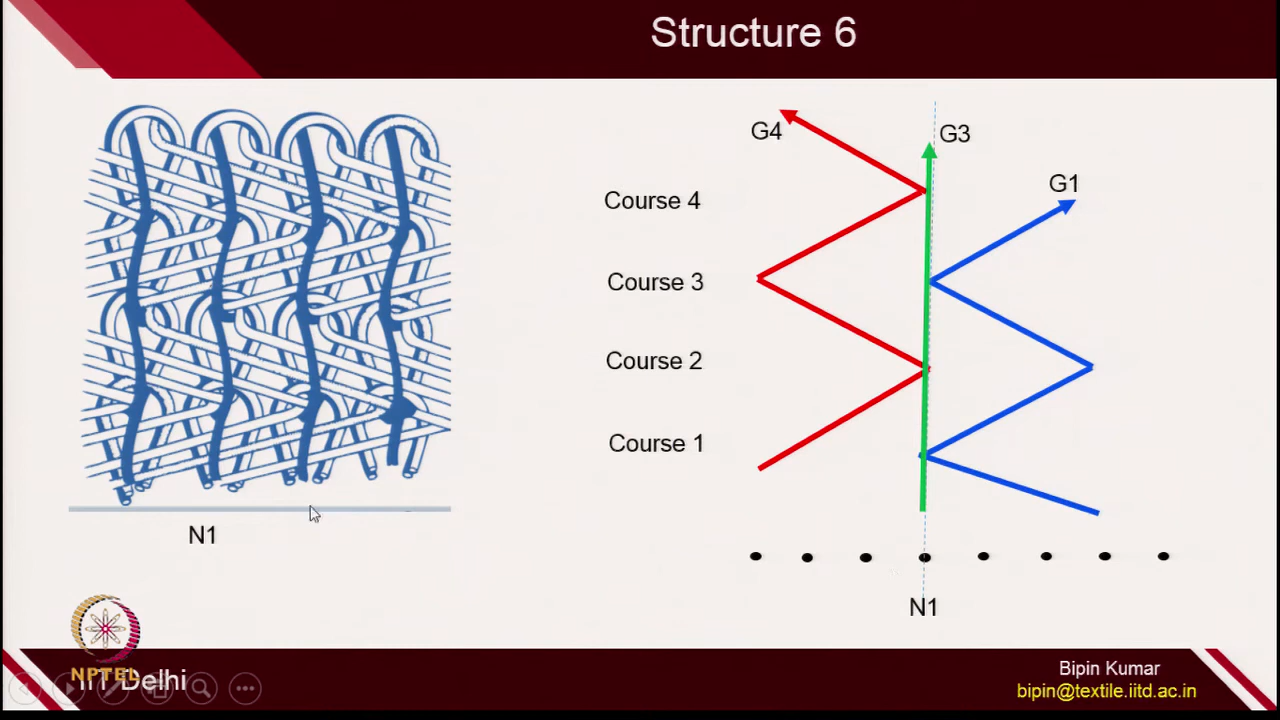 Structure 6
G4
G3
G1
Course 4
Course 3
Course 2
Course 1
N1
N1
NPTEL
IIT Delhi
Bipin Kumar
bipin@textile.iitd.ac.in